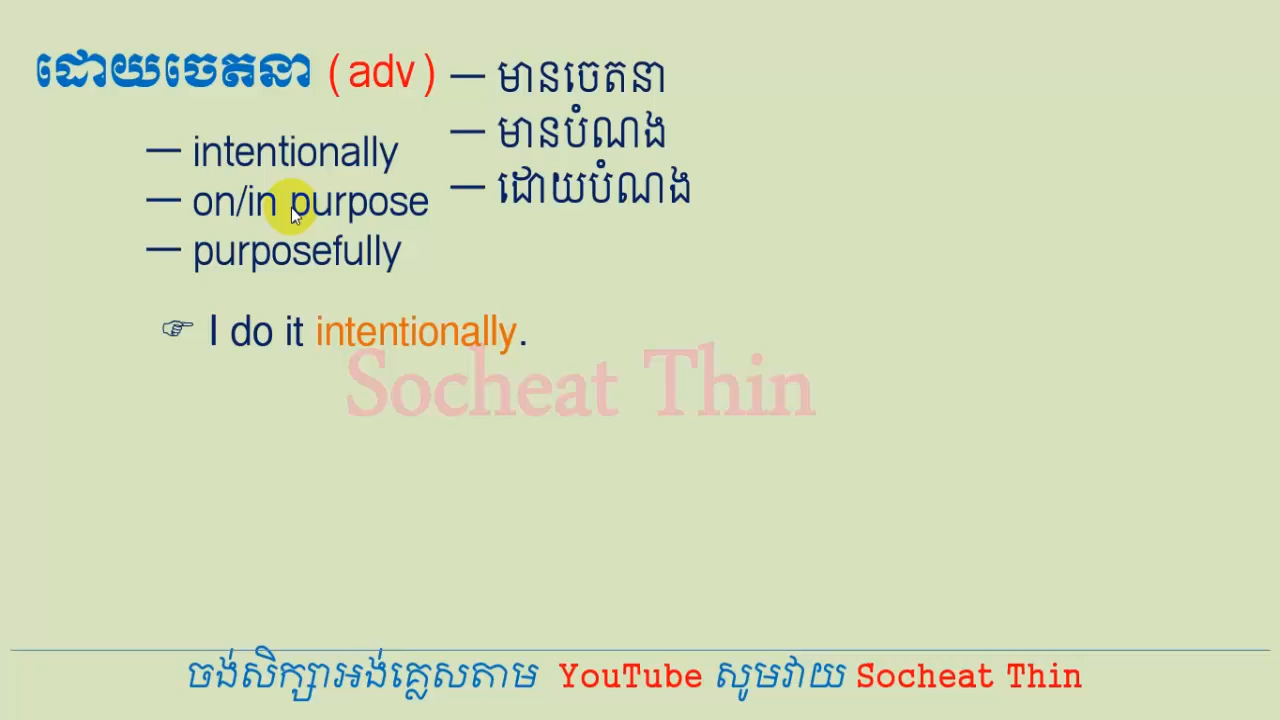 ដោយចេតនា (adv)
— មានចេតនា
— មានបំណង
— ដោយបំណង
— intentionally
— on/in purpose
— purposefully
☞ I do it intentionally.
Socheat Thin
ចង់សិក្សាអង់គ្លេសតាម YouTube សូមវាយ Socheat Thin